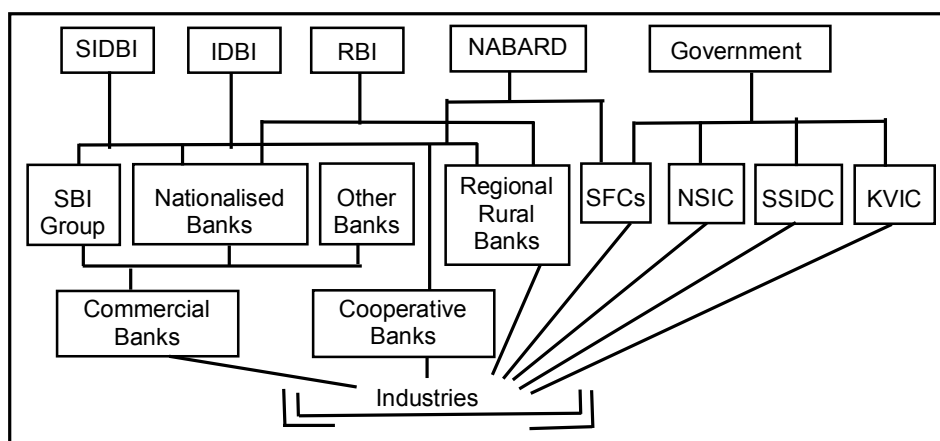 SIDBI
IDBI
RBI
NABARD
Government
SBI
Group
Nationalised
Banks
Other
Banks
Regional
Rural
Banks
SFCs
NSIC
SSIDC
KVIC
Commercial
Banks
Cooperative
Banks
Industries